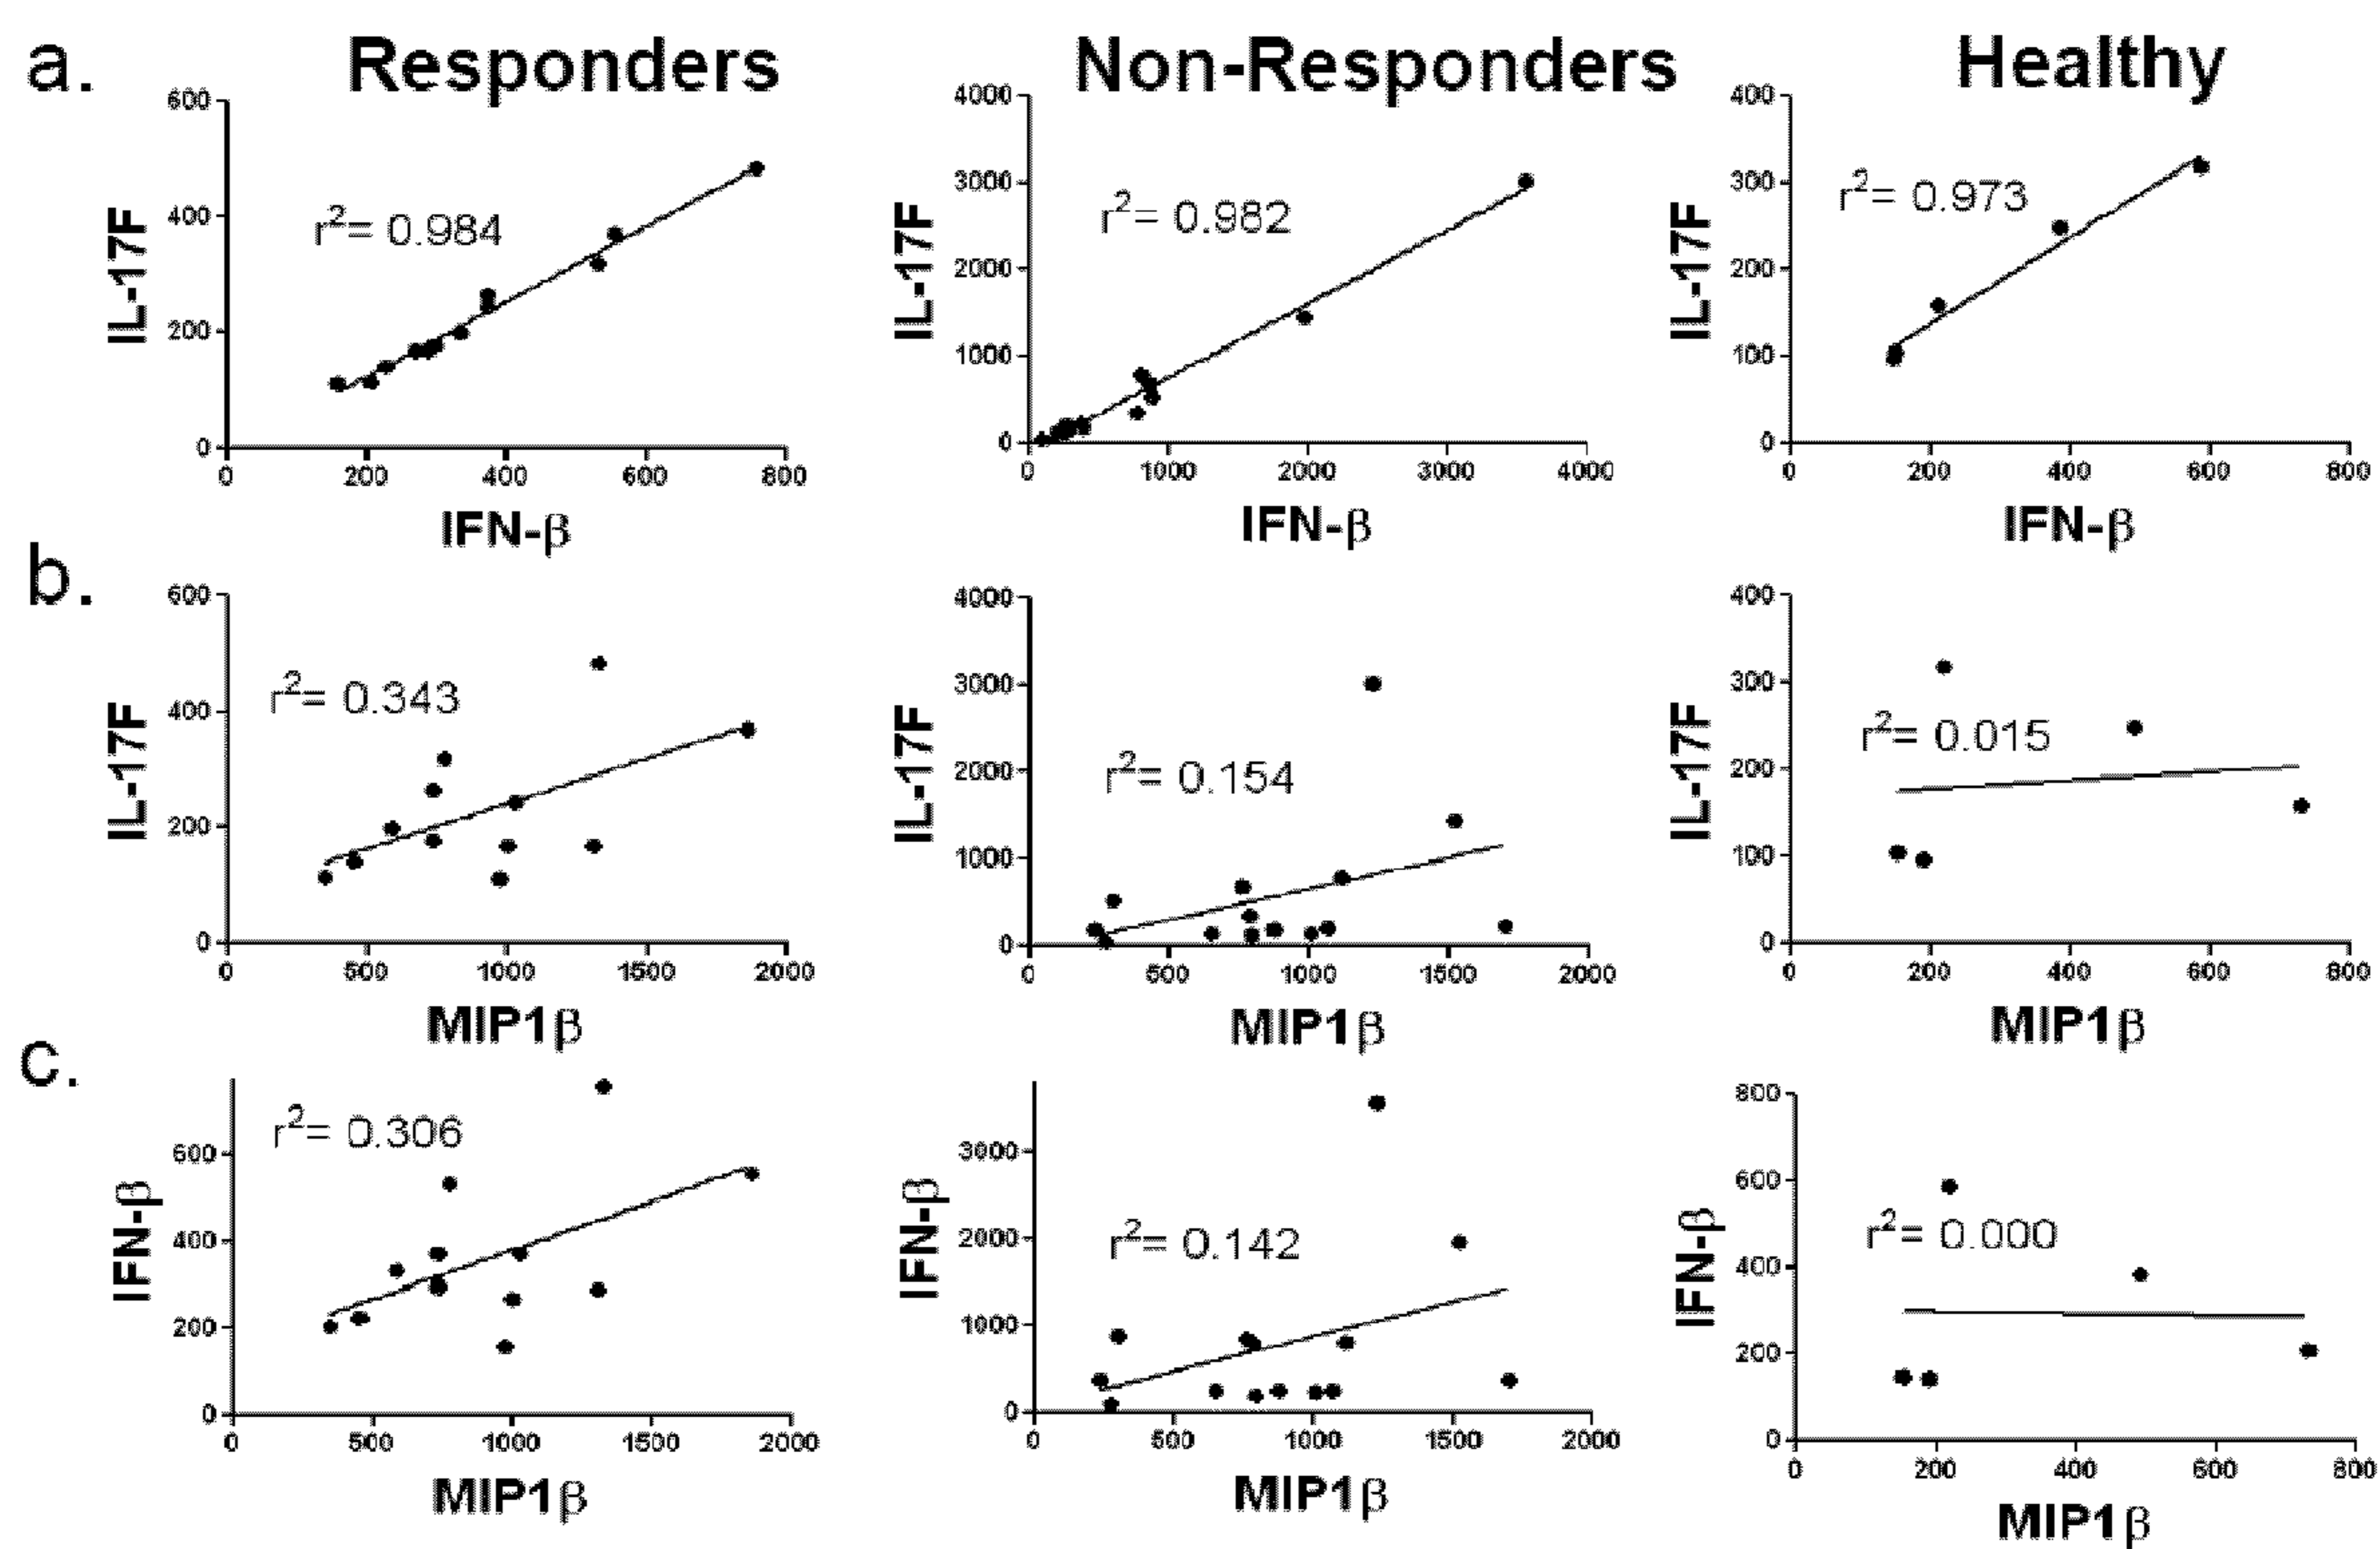 a. Responders Non-Responders Healthy
600 4000 400
r²= 0.984 r²= 0.982 r²= 0.973
400 3000 300
IL-17F IL-17F IL-17F
200 2000 200
1000 100
0 0 0
0 200 400 600 800 0 1000 2000 3000 4000 0 200 400 600 800
IFN-β IFN-β IFN-β
b.
600 4000 400
r²= 0.343 r²= 0.154 r²= 0.015
400 3000 300
IL-17F IL-17F IL-17F
200 2000 200
1000 100
0 0 0
0 500 1000 1500 2000 0 500 1000 1500 2000 0 200 400 600 800
MIP1β MIP1β MIP1β
c.
800
r²= 0.306 r²= 0.142 r²= 0.000
600 3000 600
400 2000 400
IFN-β IFN-β IFN-β
200 1000 200
0 0 0
0 500 1000 1500 2000 0 500 1000 1500 2000 0 200 400 600 800
MIP1β MIP1β MIP1β